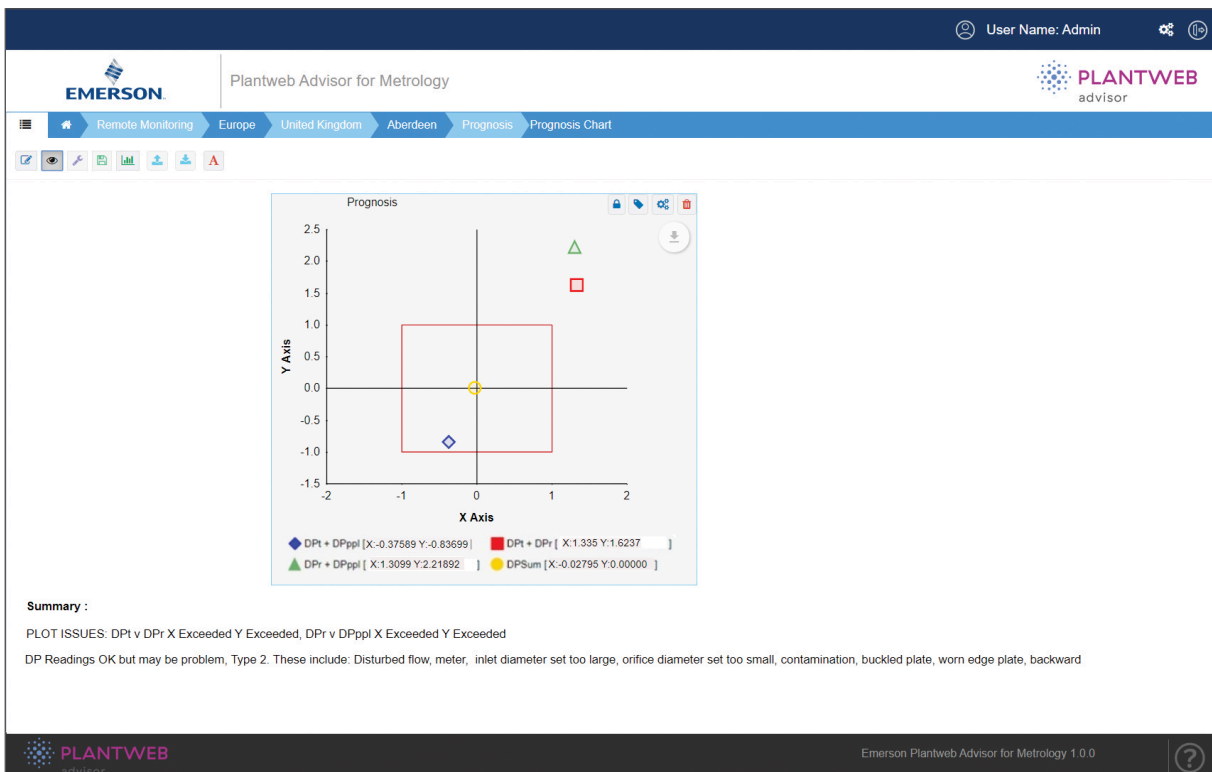 User Name: Admin
EMERSON.
Plantweb Advisor for Metrology
PLANTWEB
advisor
Remote Monitoring Europe United Kingdom Aberdeen Prognosis Prognosis Chart
A
Prognosis
2.5
2.0
1.5
1.0
0.5
0.0
-0.5
-1.0
-1.5
Y Axis
-2 -1 0 1 2
X Axis
DPt + DPppl [X:-0.37589 Y:-0.83699] DPt + DPr [ X:1.335 Y:1.6237 ]
DPr + DPppl [ X:1.3099 Y:2.21892 ] DPSum [X:-0.02795 Y:0.00000 ]
Summary :
PLOT ISSUES: DPt v DPr X Exceeded Y Exceeded, DPr v DPppl X Exceeded Y Exceeded
DP Readings OK but may be problem, Type 2. These include: Disturbed flow, meter, inlet diameter set too large, orifice diameter set too small, contamination, buckled plate, worn edge plate, backward
PLANTWEB
advisor
Emerson Plantweb Advisor for Metrology 1.0.0
?